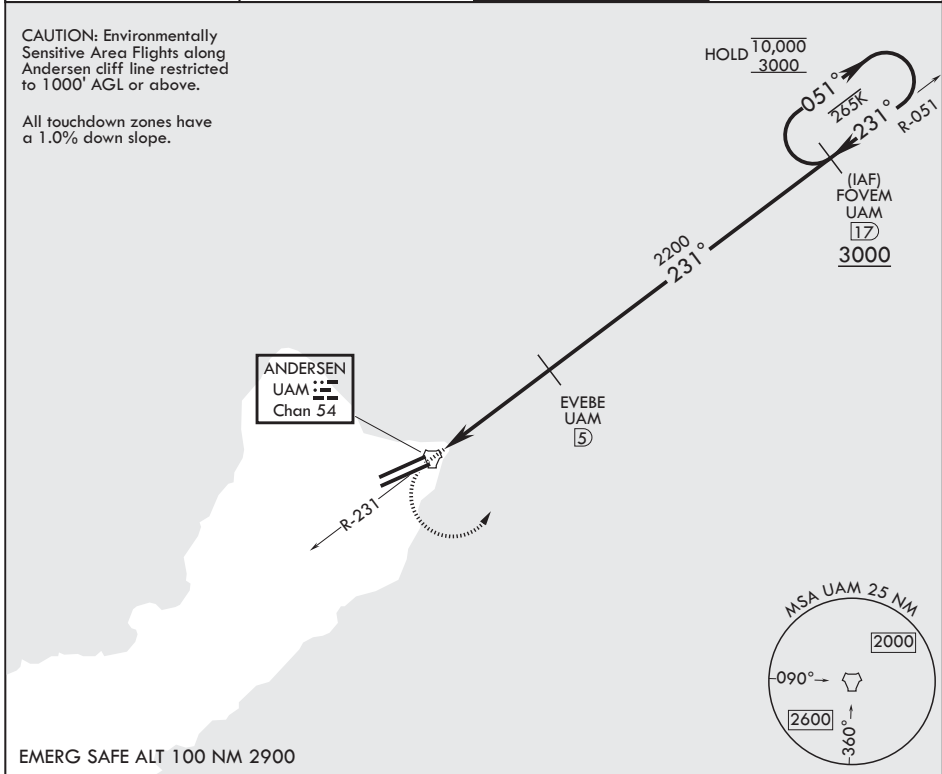 CAUTION: Environmentally
Sensitive Area Flights along
Andersen cliff line restricted
to 1000' AGL or above.
All touchdown zones have
a 1.0% down slope.
HOLD 10,000
3000
051°
265K
231°
R-051
(IAF)
FOVEM
UAM
17
3000
2200
231°
ANDERSEN
UAM
Chan 54
EVEBE
UAM
5
R-231
MSA UAM 25 NM
2000
090°
2600
360°
EMERG SAFE ALT 100 NM 2900